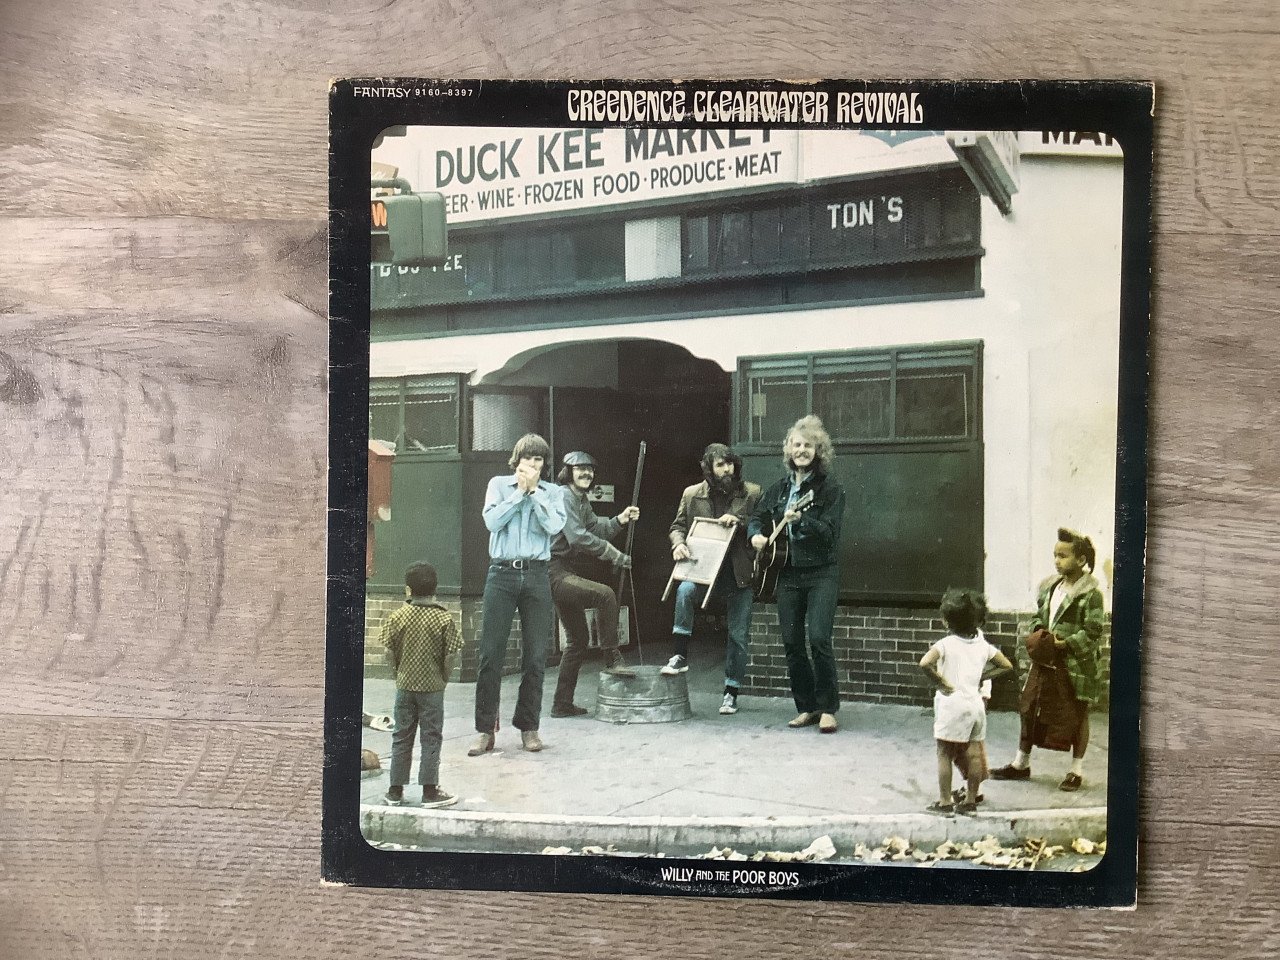 FANTASY 9160-8397
CREEDENCE CLEARWATER REVIVAL
DUCK KEE MARKET
EER · WINE · FROZEN FOOD · PRODUCE · MEAT
MA
TON'S
WILLY AND THE POOR BOYS